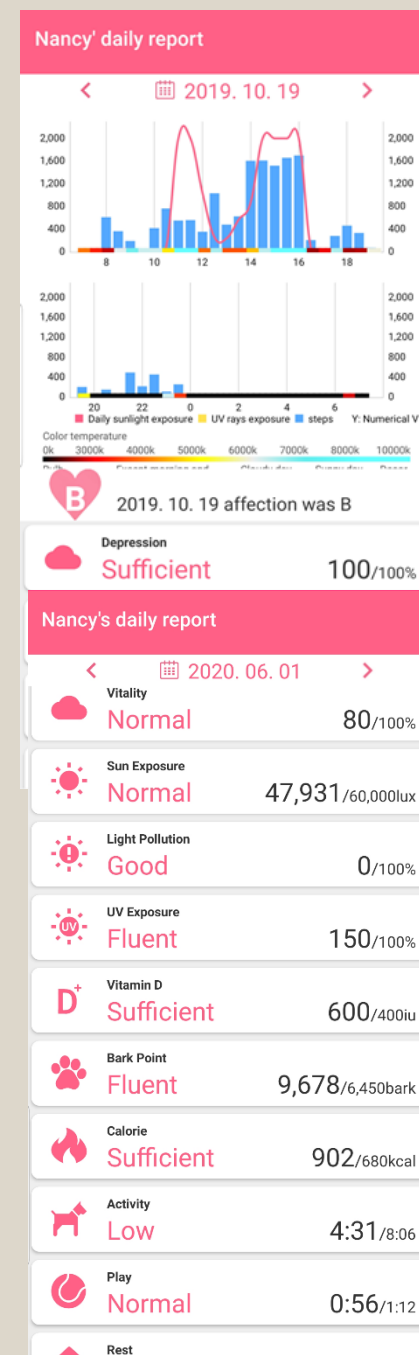 Nancy' daily report
2019. 10. 19
2,000 2,000
1,600 1,600
1,200 1,200
800 800
400 400
0 0
8 10 12 14 16 18
2,000 2,000
1,600 1,600
1,200 1,200
800 800
400 400
0 0
20 22 0 2 4 6
Daily sunlight exposure UV rays exposure steps Y: Numerical V
Color temperature
0k 3000k 4000k 5000k 6000k 7000k 8000k 10000k
B 2019. 10. 19 affection was B
Depression
Sufficient 100/100%
Nancy's daily report
2020. 06. 01
Vitality
Normal 80/100%
Sun Exposure
Normal 47,931/60,000lux
Light Pollution
Good 0/100%
UV Exposure
UV Fluent 150/100%
Vitamin D
D+ Sufficient 600/400iu
Bark Point
Fluent 9,678/6,450bark
Calorie
Sufficient 902/680kcal
Activity
Low 4:31/8:06
Play
Normal 0:56/1:12
Rest